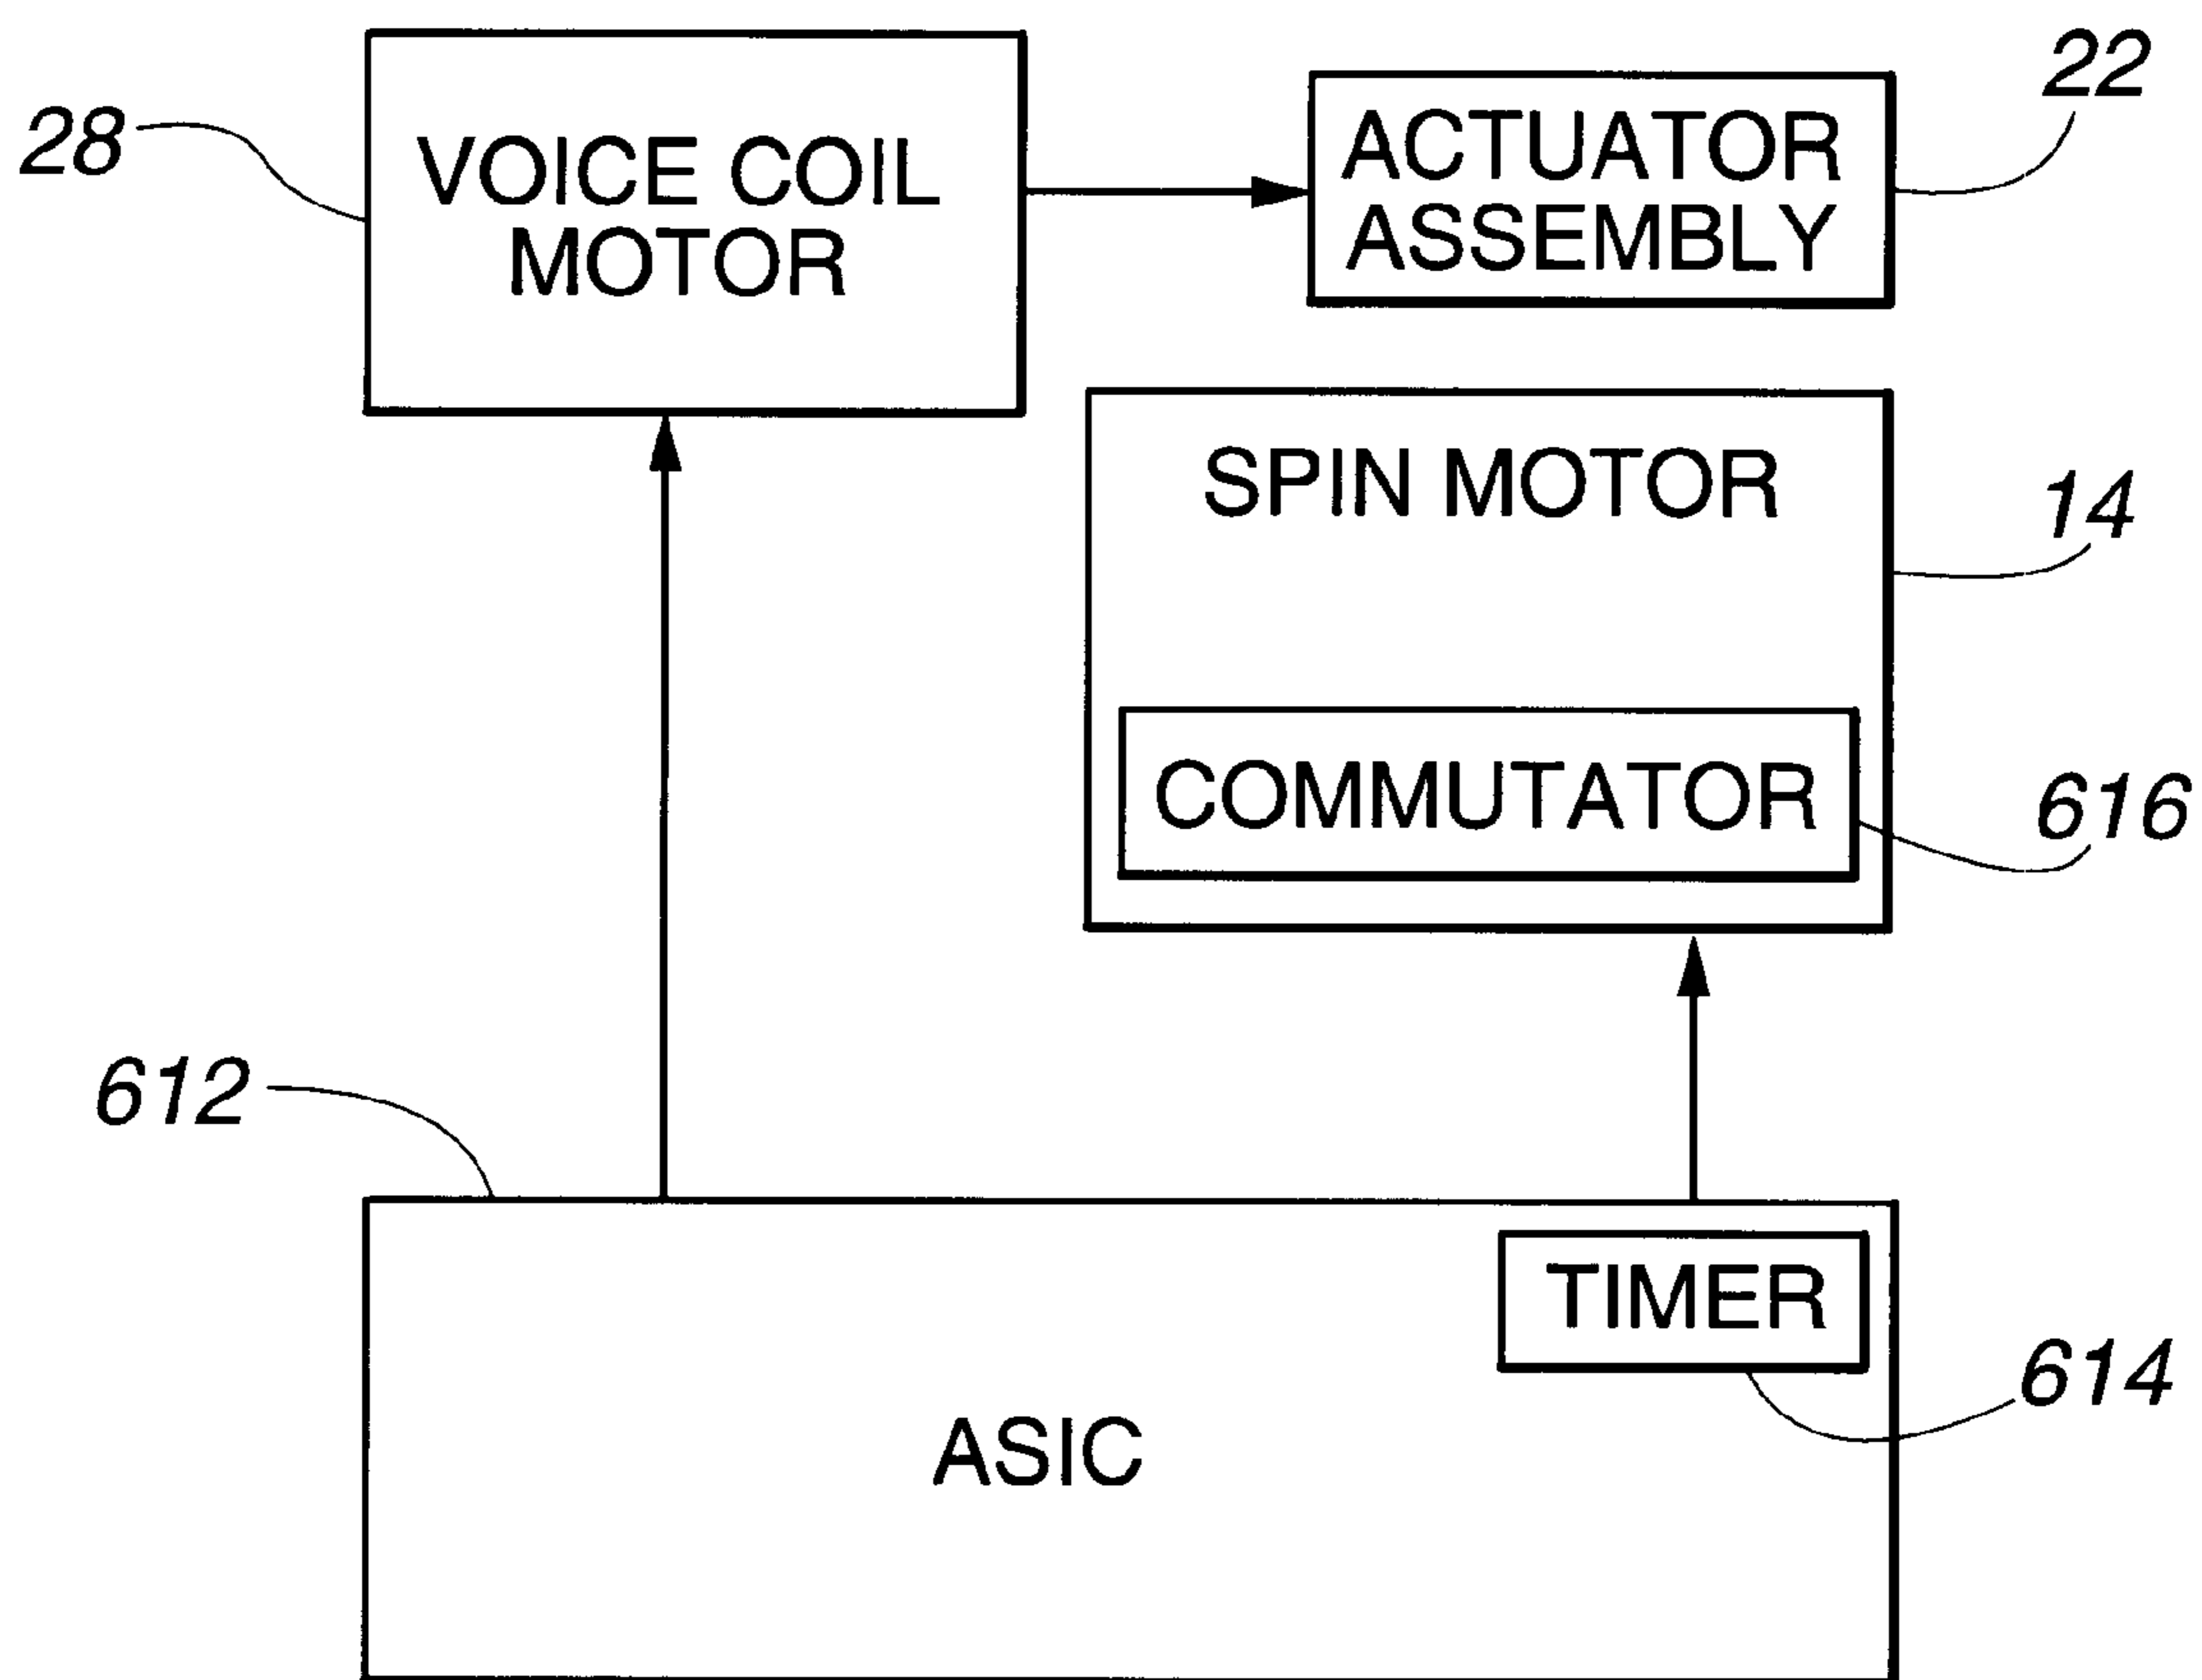 22
28
VOICE COIL
MOTOR
ACTUATOR
ASSEMBLY
SPIN MOTOR
14
COMMUTATOR
616
612
TIMER
614
ASIC